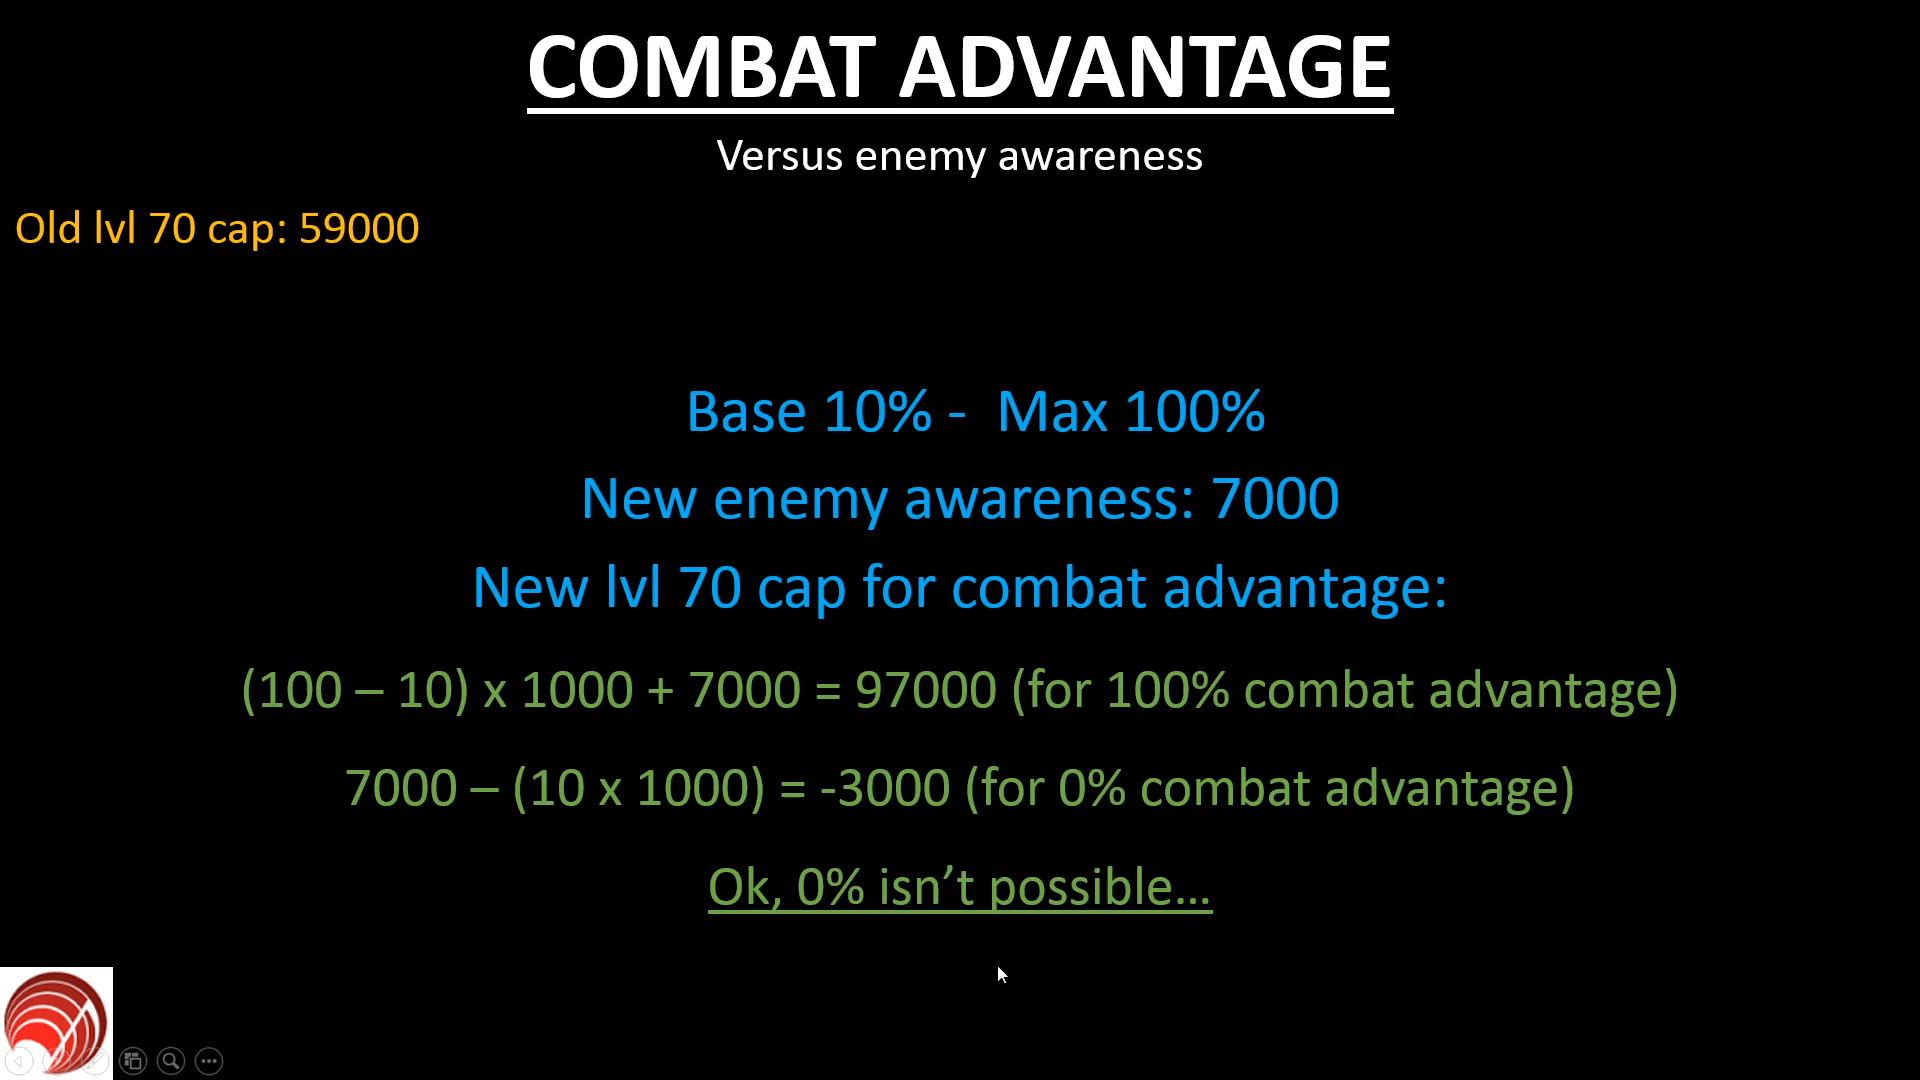 COMBAT ADVANTAGE
Versus enemy awareness
Old lvl 70 cap: 59000
Base 10% -  Max 100%
New enemy awareness: 7000
New lvl 70 cap for combat advantage:
(100 – 10) x 1000 + 7000 = 97000 (for 100% combat advantage)
7000 – (10 x 1000) = -3000 (for 0% combat advantage)
Ok, 0% isn’t possible…